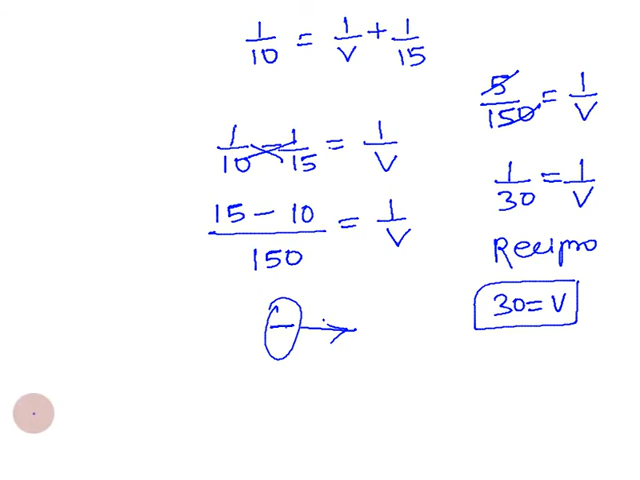 1/10 = 1/V + 1/15
1/10 - 1/15 = 1/V
15 - 10/150 = 1/V
−
5/150 = 1/V
1/30 = 1/V
Recipro
30 = V